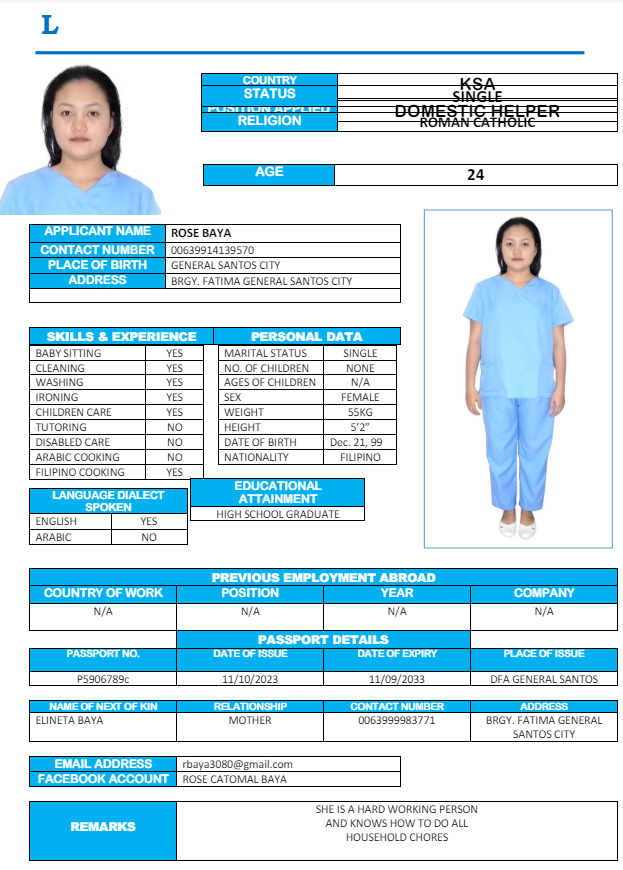 L
COUNTRY KSA
STATUS SINGLE
POSITION APPLIED DOMESTIC HELPER
RELIGION ROMAN CATHOLIC
AGE 24
APPLICANT NAME ROSE BAYA
CONTACT NUMBER 00639914139570
PLACE OF BIRTH GENERAL SANTOS CITY
ADDRESS BRGY. FATIMA GENERAL SANTOS CITY
SKILLS & EXPERIENCE PERSONAL DATA
BABY SITTING YES MARITAL STATUS SINGLE
CLEANING YES NO. OF CHILDREN NONE
WASHING YES AGES OF CHILDREN N/A
IRONING YES SEX FEMALE
CHILDREN CARE YES WEIGHT 55KG
TUTORING NO HEIGHT 5’2”
DISABLED CARE NO DATE OF BIRTH Dec. 21, 99
ARABIC COOKING NO NATIONALITY FILIPINO
FILIPINO COOKING YES
LANGUAGE DIALECT
SPOKEN
ENGLISH YES
ARABIC NO
EDUCATIONAL
ATTAINMENT
HIGH SCHOOL GRADUATE
PREVIOUS EMPLOYMENT ABROAD
COUNTRY OF WORK POSITION YEAR COMPANY
N/A N/A N/A N/A
PASSPORT DETAILS
PASSPORT NO. DATE OF ISSUE DATE OF EXPIRY PLACE OF ISSUE
P5906789c 11/10/2023 11/09/2033 DFA GENERAL SANTOS
NAME OF NEXT OF KIN RELATIONSHIP CONTACT NUMBER ADDRESS
ELINETA BAYA MOTHER 0063999983771 BRGY. FATIMA GENERAL
SANTOS CITY
EMAIL ADDRESS rbaya3080@gmail.com
FACEBOOK ACCOUNT ROSE CATOMAL BAYA
REMARKS
SHE IS A HARD WORKING PERSON
AND KNOWS HOW TO DO ALL
HOUSEHOLD CHORES